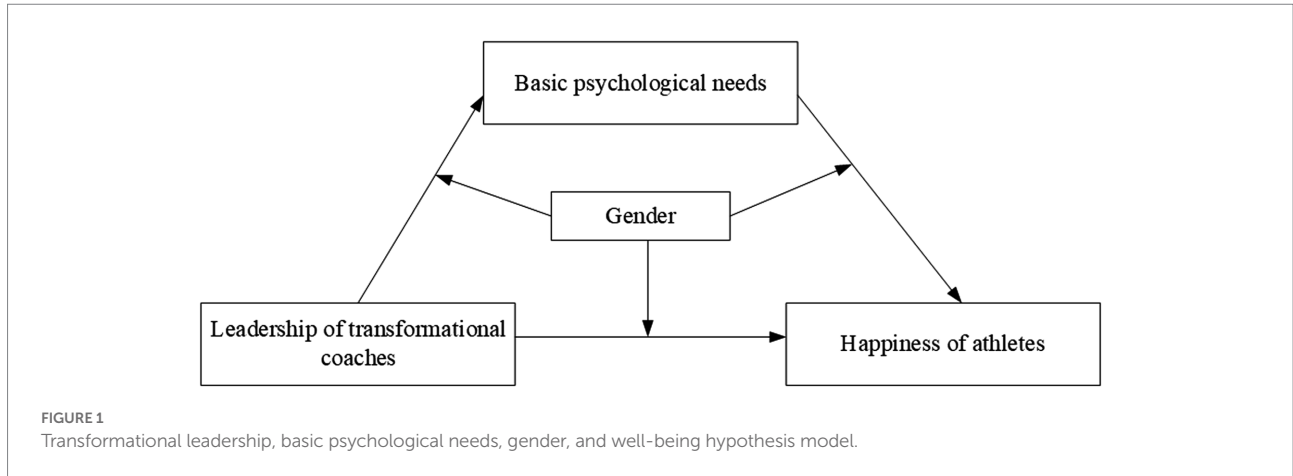 Basic psychological needs
Gender
Leadership of transformational
coaches
Happiness of athletes
FIGURE 1
Transformational leadership, basic psychological needs, gender, and well-being hypothesis model.